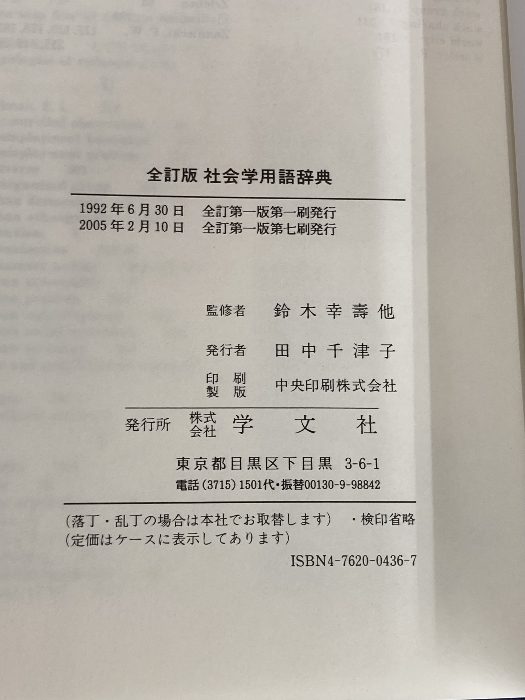 全訂版 社会学用語辞典
1992年6月30日 全訂第一版第一刷発行
2005年2月10日 全訂第一版第七刷発行
監修者 鈴木幸壽他
発行者 田中千津子
印刷
製版 中央印刷株式会社
発行所 株式会社 学文社
東京都目黒区下目黒 3-6-1
電話(3715)1501代・振替00130-9-98842
(落丁・乱丁の場合は本社でお取替します) ・検印省略
(定価はケースに表示してあります)
ISBN4-7620-0436-7